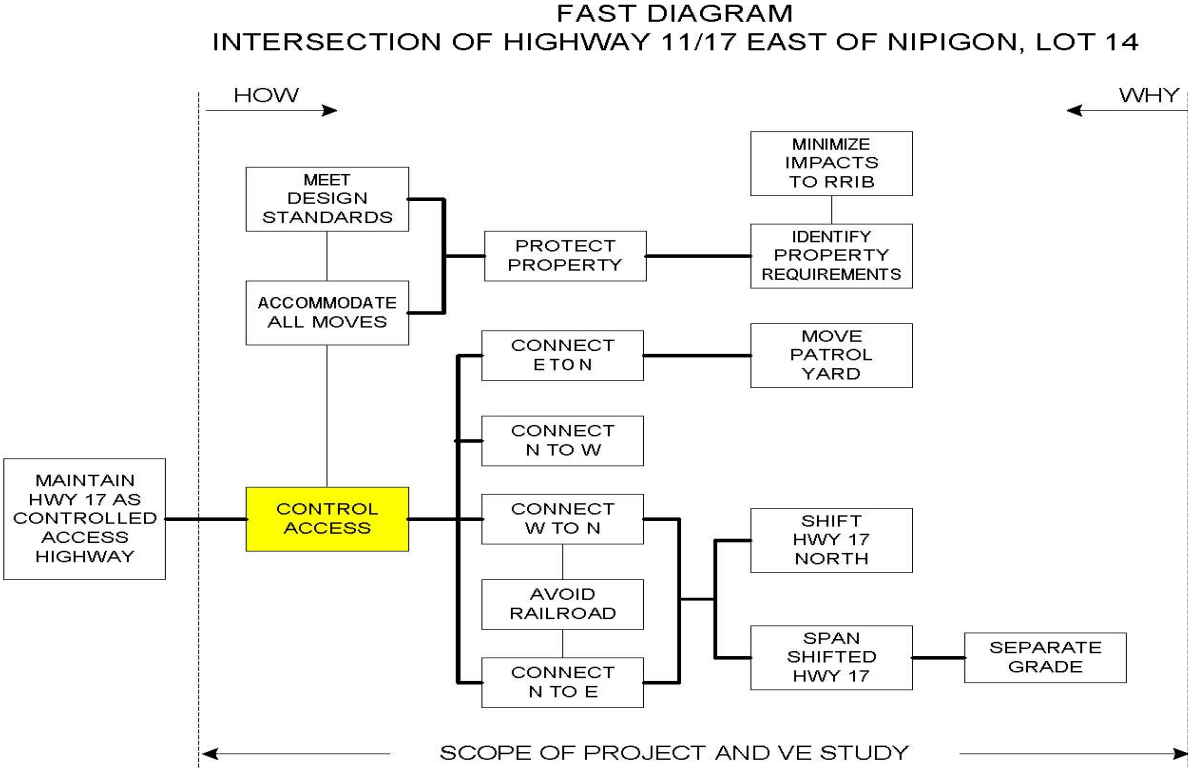 FAST DIAGRAM
INTERSECTION OF HIGHWAY 11/17 EAST OF NIPIGON, LOT 14
HOW
WHY
MINIMIZE
IMPACTS
TO RRIB
MEET
DESIGN
STANDARDS
PROTECT
PROPERTY
IDENTIFY
PROPERTY
REQUIREMENTS
ACCOMMODATE
ALL MOVES
CONNECT
E TO N
MOVE
PATROL
YARD
CONNECT
N TO W
MAINTAIN
HWY 17 AS
CONTROLLED
ACCESS
HIGHWAY
CONTROL
ACCESS
CONNECT
W TO N
SHIFT
HWY 17
NORTH
AVOID
RAILROAD
CONNECT
N TO E
SPAN
SHIFTED
HWY 17
SEPARATE
GRADE
SCOPE OF PROJECT AND VE STUDY